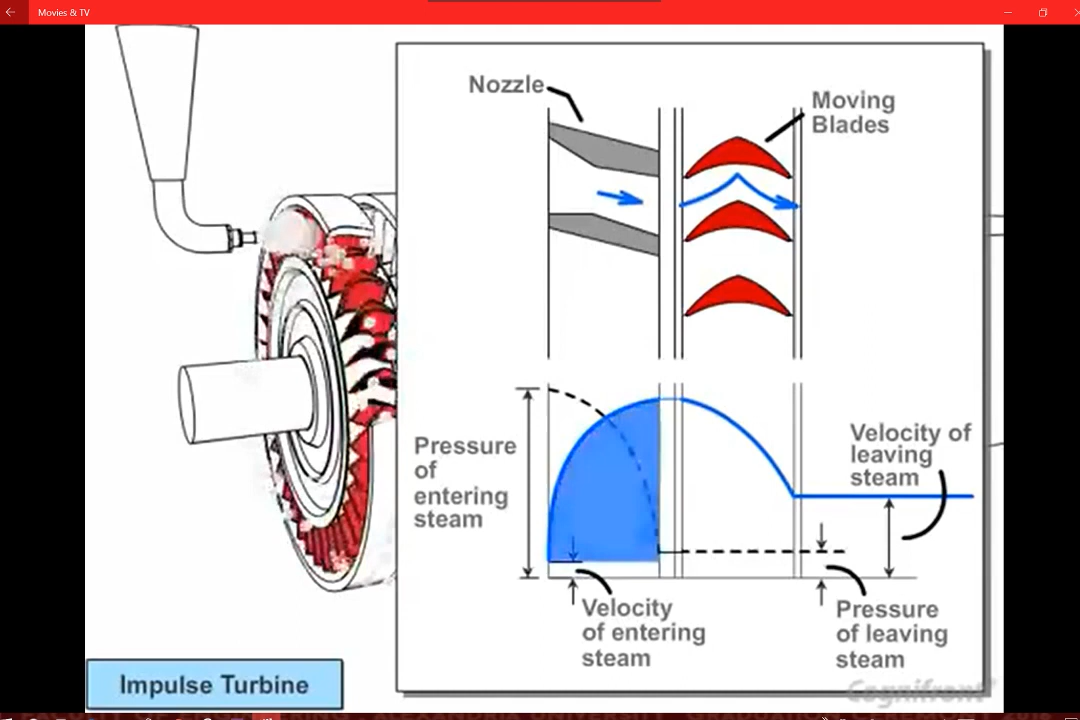 Movies & TV
Nozzle
Moving
Blades
Pressure
of
entering
steam
Velocity of
leaving
steam
Velocity
of entering
steam
Pressure
of leaving
steam
Impulse Turbine
Cognifront